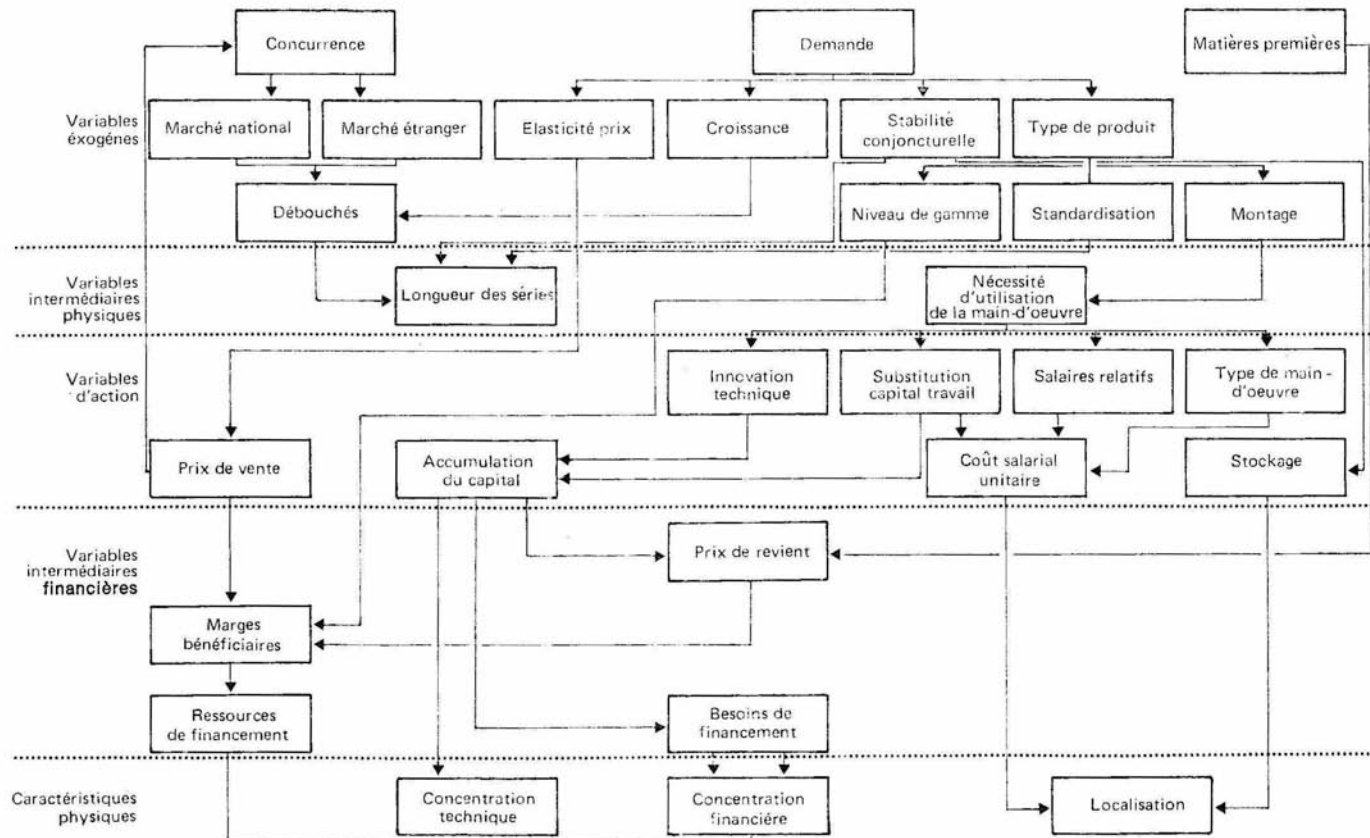 Concurrence
Demande
Matières premières
Variables
éxogénes
Marché national
Marché étranger
Elasticité prix
Croissance
Stabilité
conjoncturelle
Type de produit
Débouchés
Niveau de gamme
Standardisation
Montage
Variables
intermédiaires
physiques
Longueur des séries
Nécessité
d'utilisation
de la main-d'oeuvre
Variables
d'action
Innovation
technique
Substitution
capital travail
Salaires relatifs
Type de main-
d'oeuvre
Prix de vente
Accumulation
du capital
Coût salarial
unitaire
Stockage
Variables
intermédiaires
financières
Prix de revient
Marges
bénéficiaires
Ressources
de financement
Besoins de
financement
Caractéristiques
physiques
Concentration
technique
Concentration
financiére
Localisation